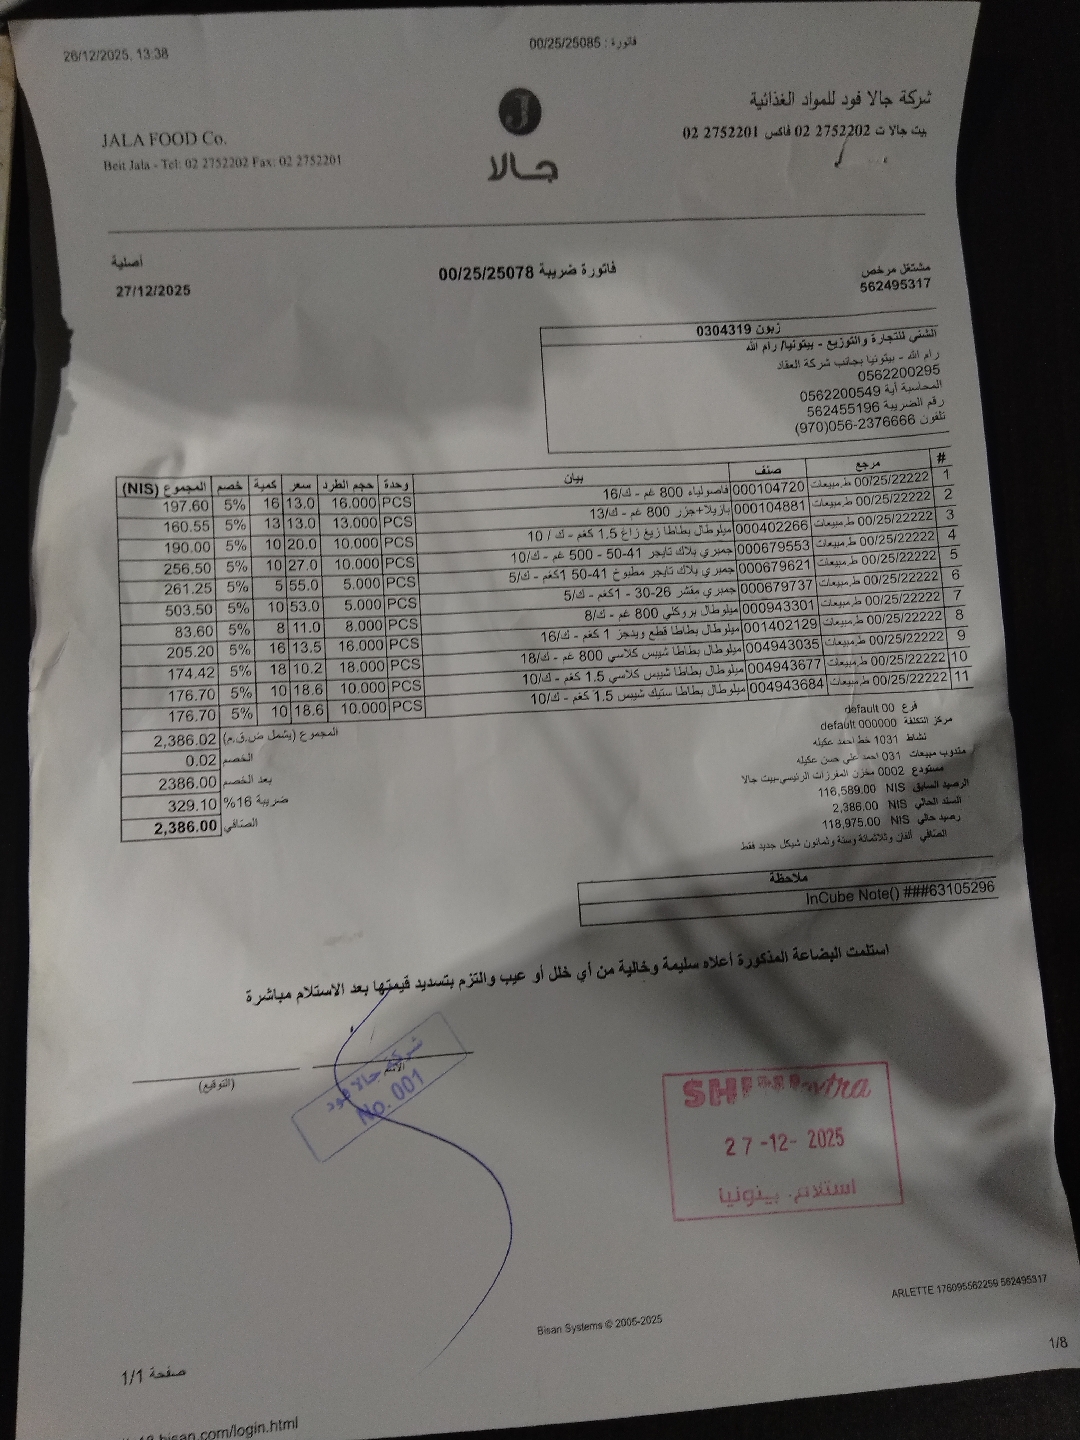 26/12/2025, 13:38
فاتورة : 00/25/25085
JALA FOOD Co.
Beit Jala - Tel: 02 2752202 Fax: 02 2752201
J
جالا
شركة جالا فود للمواد الغذائية
بيت جالا ت 2752202 02 فاكس 2752201 02
أصلية
27/12/2025
فاتورة ضريبة 00/25/25078
مشتغل مرخص
562495317
زبون 0304319
الشني للتجارة والتوزيع - بيتونيا/ رام الله
رام الله - بيتونيا بجانب شركة العقاد
0562200295
المحاسبة آية 0562200549
رقم الضريبة 562455196
تلفون 2376666-056(970)
# مرجع صنف بيان وحدة حجم الطرد سعر كمية خصم المجموع (NIS)
1 00/25/22222 ط.مبيعات 000104720 فاصولياء 800 غم - ك/16 PCS 16.000 13.0 16 5% 197.60
2 00/25/22222 ط.مبيعات 000104881 بازيلا+جزر 800 غم - ك/13 PCS 13.000 13.0 13 5% 160.55
3 00/25/22222 ط.مبيعات 000402266 ميلوطال بطاطا زيغ زاغ 1.5 كغم - ك / 10 PCS 10.000 20.0 10 5% 190.00
4 00/25/22222 ط.مبيعات 000679553 جمبري بلاك تايجر 41-50 - 500 غم - ك/10 PCS 10.000 27.0 10 5% 256.50
5 00/25/22222 ط.مبيعات 000679621 جمبري بلاك تايجر مطبوخ 41-50 1كغم - ك/5 PCS 5.000 55.0 5 5% 261.25
6 00/25/22222 ط.مبيعات 000679737 جمبري مقشر 26-30 - 1كغم - ك/5 PCS 5.000 53.0 10 5% 503.50
7 00/25/22222 ط.مبيعات 000943301 ميلوطال بروكلي 800 غم - ك/8 PCS 8.000 11.0 8 5% 83.60
8 00/25/22222 ط.مبيعات 001402129 ميلوطال بطاطا قطع ويدجز 1 كغم - ك/16 PCS 16.000 13.5 16 5% 205.20
9 00/25/22222 ط.مبيعات 004943035 ميلوطال بطاطا شيبس كلاسي 800 غم - ك/18 PCS 18.000 10.2 18 5% 174.42
10 00/25/22222 ط.مبيعات 004943677 ميلوطال بطاطا شيبس كلاسي 1.5 كغم - ك/10 PCS 10.000 18.6 10 5% 176.70
11 00/25/22222 ط.مبيعات 004943684 ميلوطال بطاطا ستيك شيبس 1.5 كغم - ك/10 PCS 10.000 18.6 10 5% 176.70
المجموع (يشمل ض.ق.م) 2,386.02
الخصم 0.02
بعد الخصم 2386.00
ضريبة 16% 329.10
الصافي 2,386.00
فرع 00 default
مركز التكلفة 000000 default
نشاط 1031 خط احمد عكيله
مندوب مبيعات 031 احمد علي حسن عكيله
مستودع 0002 مخزن المفرزات الرئيسي-بيت جالا
الرصيد السابق NIS 116,589.00
السند الحالي NIS 2,386.00
رصيد حالي NIS 118,975.00
الصافي ألفان وثلاثمائة وستة وثمانون شيكل جديد فقط
ملاحظة
InCube Note() ###63105296
استلمت البضاعة المذكورة أعلاه سليمة وخالية من أي خلل أو عيب والتزم بتسديد قيمتها بعد الاستلام مباشرة
الاسم
(التوقيع)
شركة جالا فود
No. 001
27-12-2025
استلام بيتونيا
ARLETTE 176095562259 562495317
Bisan Systems © 2005-2025
1/8
صفحة 1/1
bisan.com/login.html